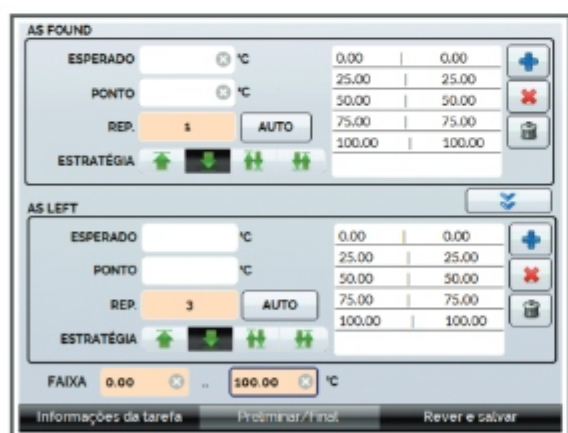 AS FOUND
ESPERADO °C
PONTO °C
REP. 1 AUTO
ESTRATÉGIA
0.00 | 0.00
25.00 | 25.00
50.00 | 50.00
75.00 | 75.00
100.00 | 100.00
AS LEFT
ESPERADO °C
PONTO °C
REP. 3 AUTO
ESTRATÉGIA
0.00 | 0.00
25.00 | 25.00
50.00 | 50.00
75.00 | 75.00
100.00 | 100.00
FAIXA 0.00 .. 100.00 °C
Informações da tarefa Preliminar/Final Rever e salvar